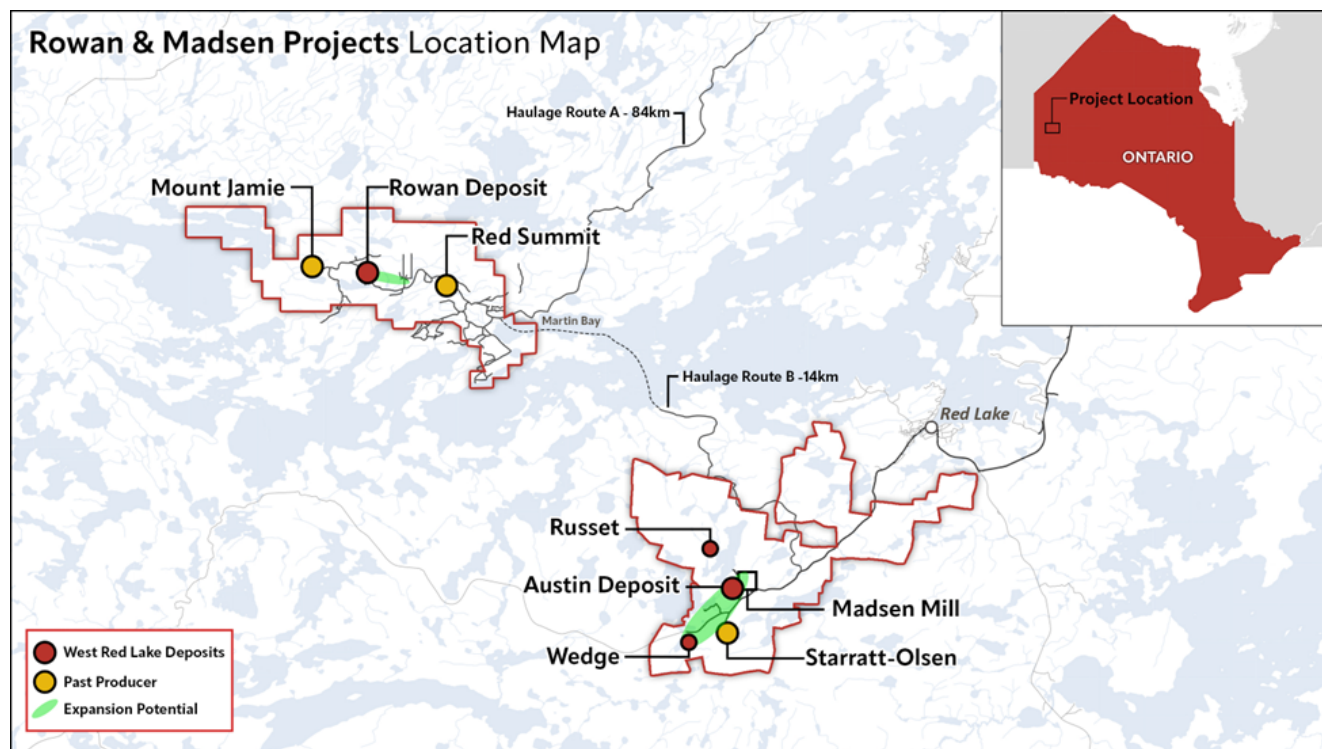 Rowan & Madsen Projects Location Map
Haulage Route A - 84km
Project Location
ONTARIO
Mount Jamie
Rowan Deposit
Red Summit
Martin Bay
Haulage Route B -14km
Red Lake
Russet
Austin Deposit
Madsen Mill
Wedge
Starratt-Olsen
West Red Lake Deposits
Past Producer
Expansion Potential